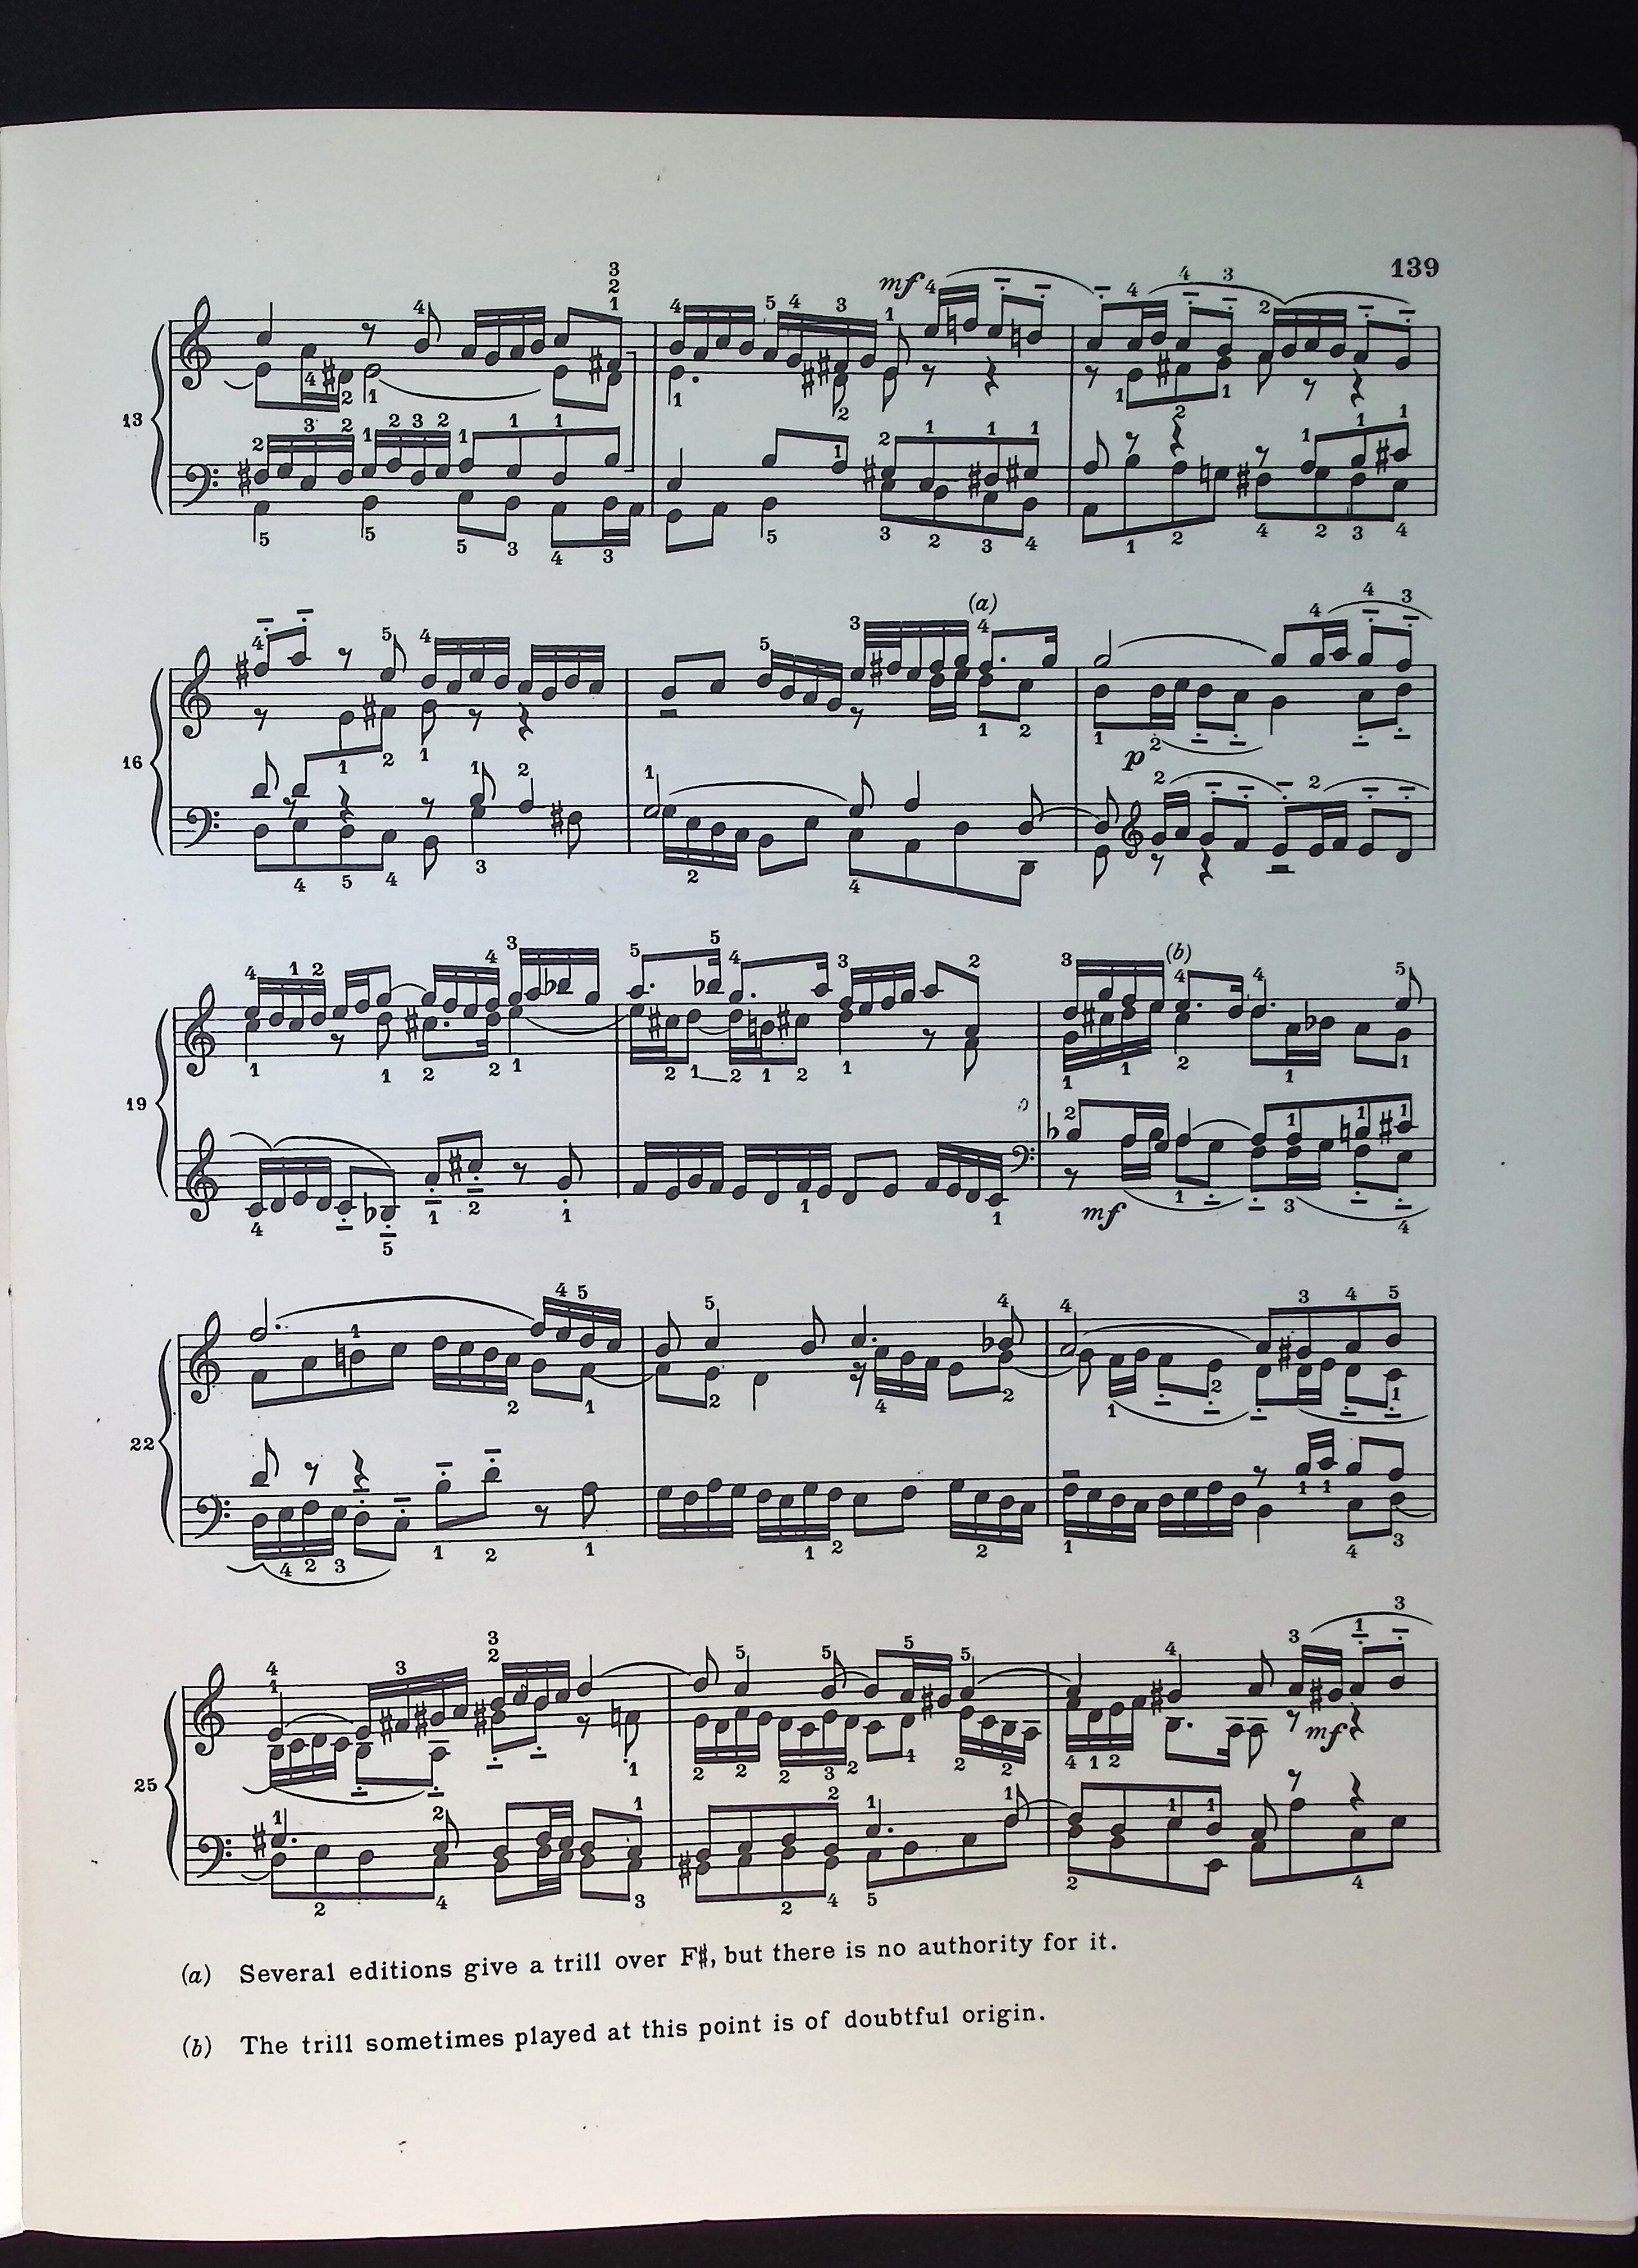 139
mf
13
(a)
16
p
(b)
19
mf
22
25
mf
(a) Several editions give a trill over F#, but there is no authority for it.
(b) The trill sometimes played at this point is of doubtful origin.